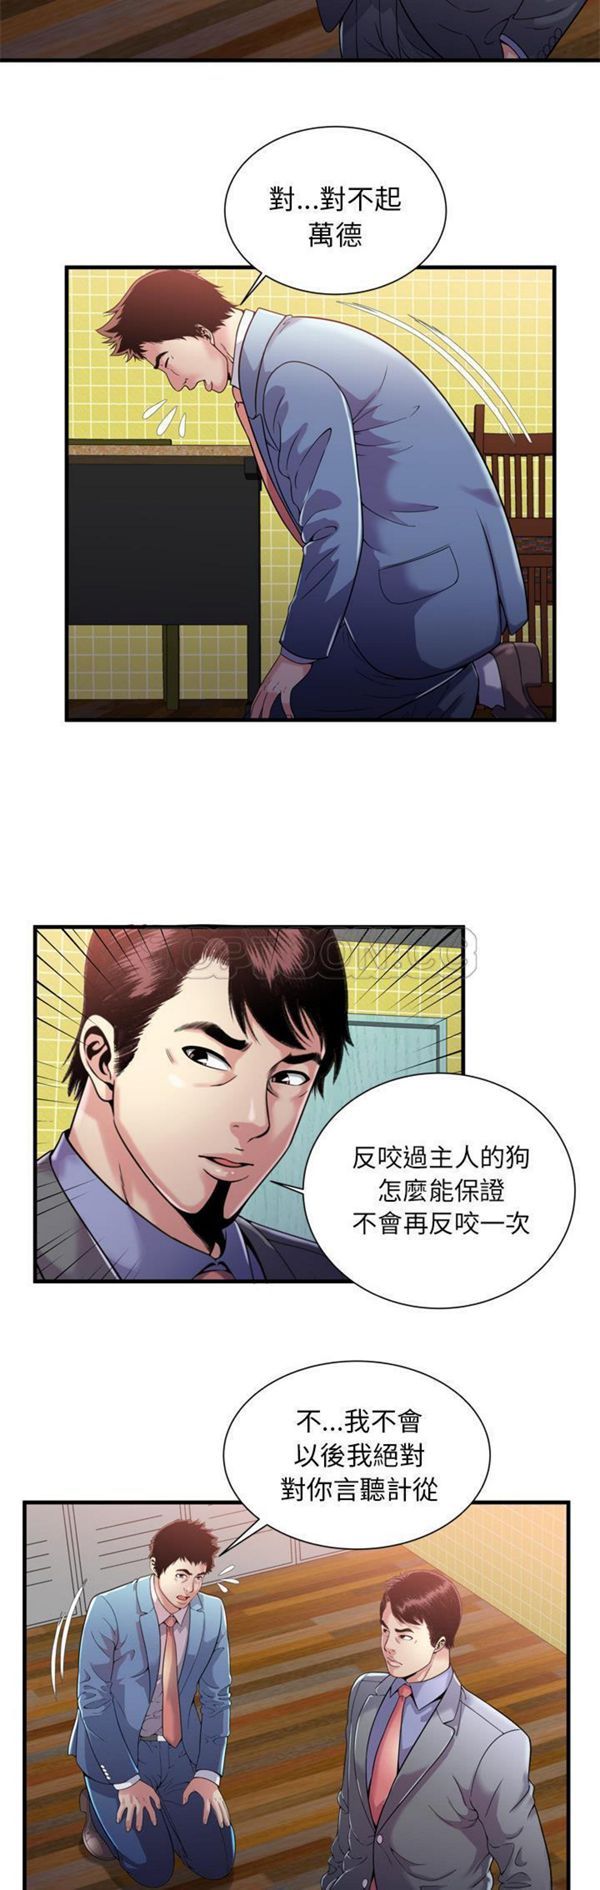 對...對不起
萬德
TOPTOONICS
反咬過主人的狗
怎麼能保證
不會再反咬一次
不...我不會
以後我絕對
對你言聽計從